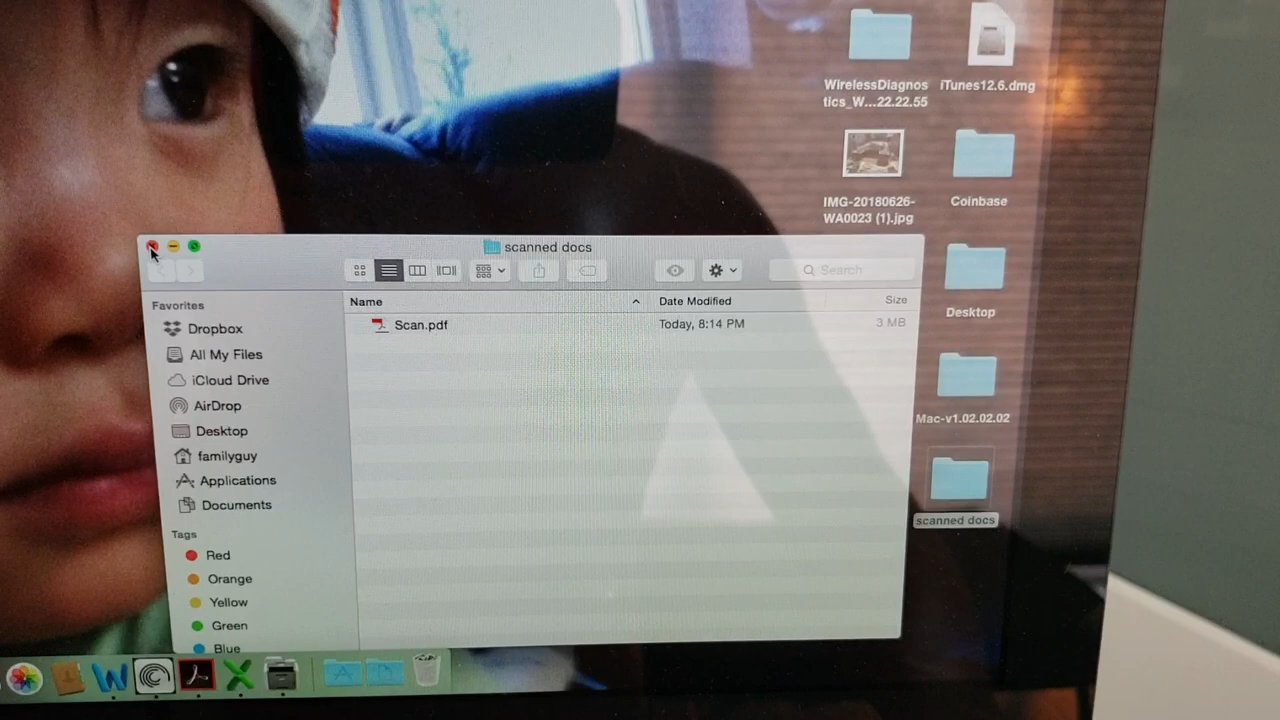 WirelessDiagnos
tics_W...22.22.55
iTunes12.6.dmg
IMG-20180626-
WA0023 (1).jpg
Coinbase
Desktop
Mac-v1.02.02.02
scanned docs
scanned docs
Search
Favorites
Dropbox
All My Files
iCloud Drive
AirDrop
Desktop
familyguy
Applications
Documents
Tags
Red
Orange
Yellow
Green
Blue
Name Date Modified Size
Scan.pdf Today, 8:14 PM 3 MB